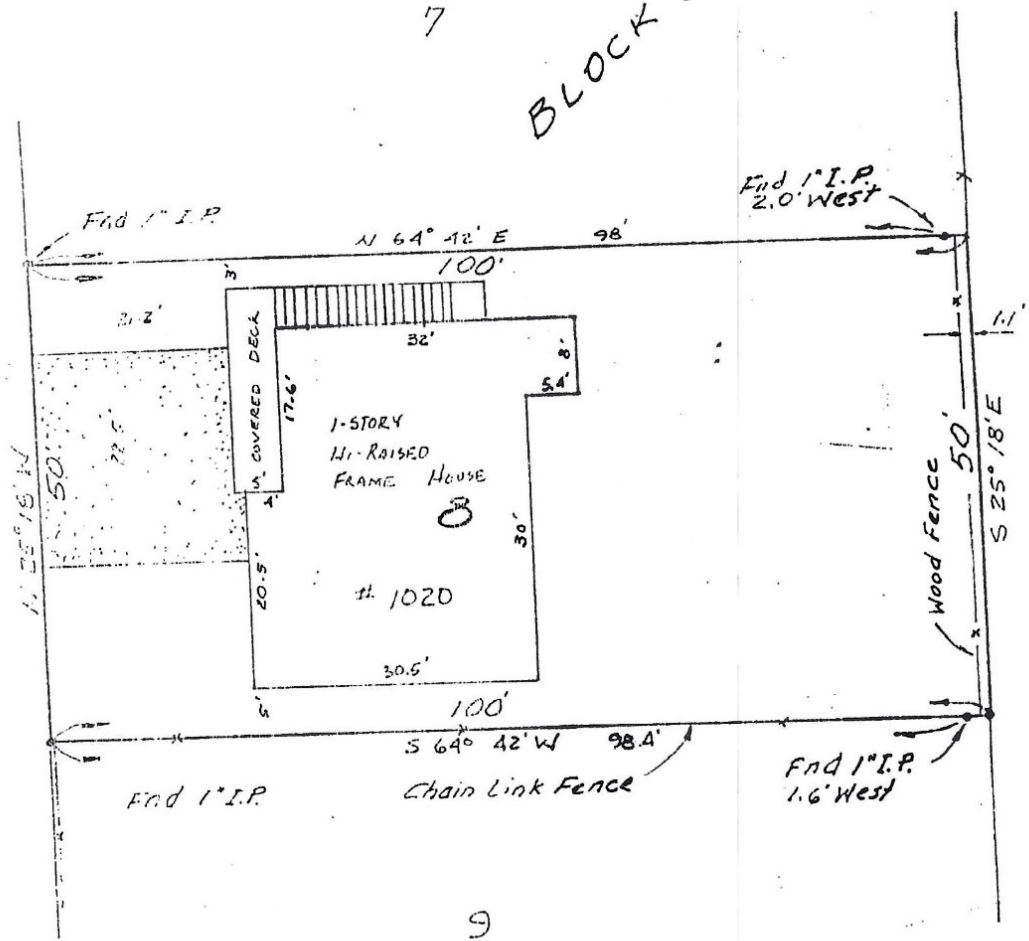 7
BLOCK
Fnd 1" I.P.
Fnd 1" I.P.
2.0' West
N 64° 42' E 98'
100'
3'
COVERED DECK
32'
8'
5.4'
1.1'
17.6'
1-STORY
HI-RAISED
FRAME HOUSE
4'
30'
50'
50'
S 25° 18' E
Wood Fence
20.5'
# 1020
30.5'
5'
100'
S 64° 42' W 98.4'
Fnd 1" I.P.
Chain Link Fence
Fnd 1" I.P.
1.6' West
9